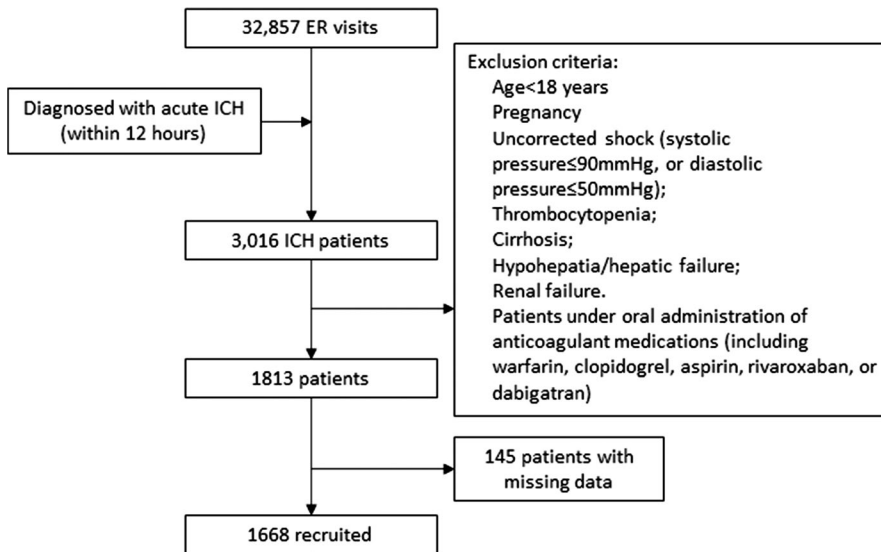 32,857 ER visits
Diagnosed with acute ICH
(within 12 hours)
3,016 ICH patients
Exclusion criteria:
Age<18 years
Pregnancy
Uncorrected shock (systolic
pressure≤90mmHg, or diastolic
pressure≤50mmHg);
Thrombocytopenia;
Cirrhosis;
Hypohepatia/hepatic failure;
Renal failure.
Patients under oral administration of
anticoagulant medications (including
warfarin, clopidogrel, aspirin, rivaroxaban, or
dabigatran)
1813 patients
145 patients with
missing data
1668 recruited